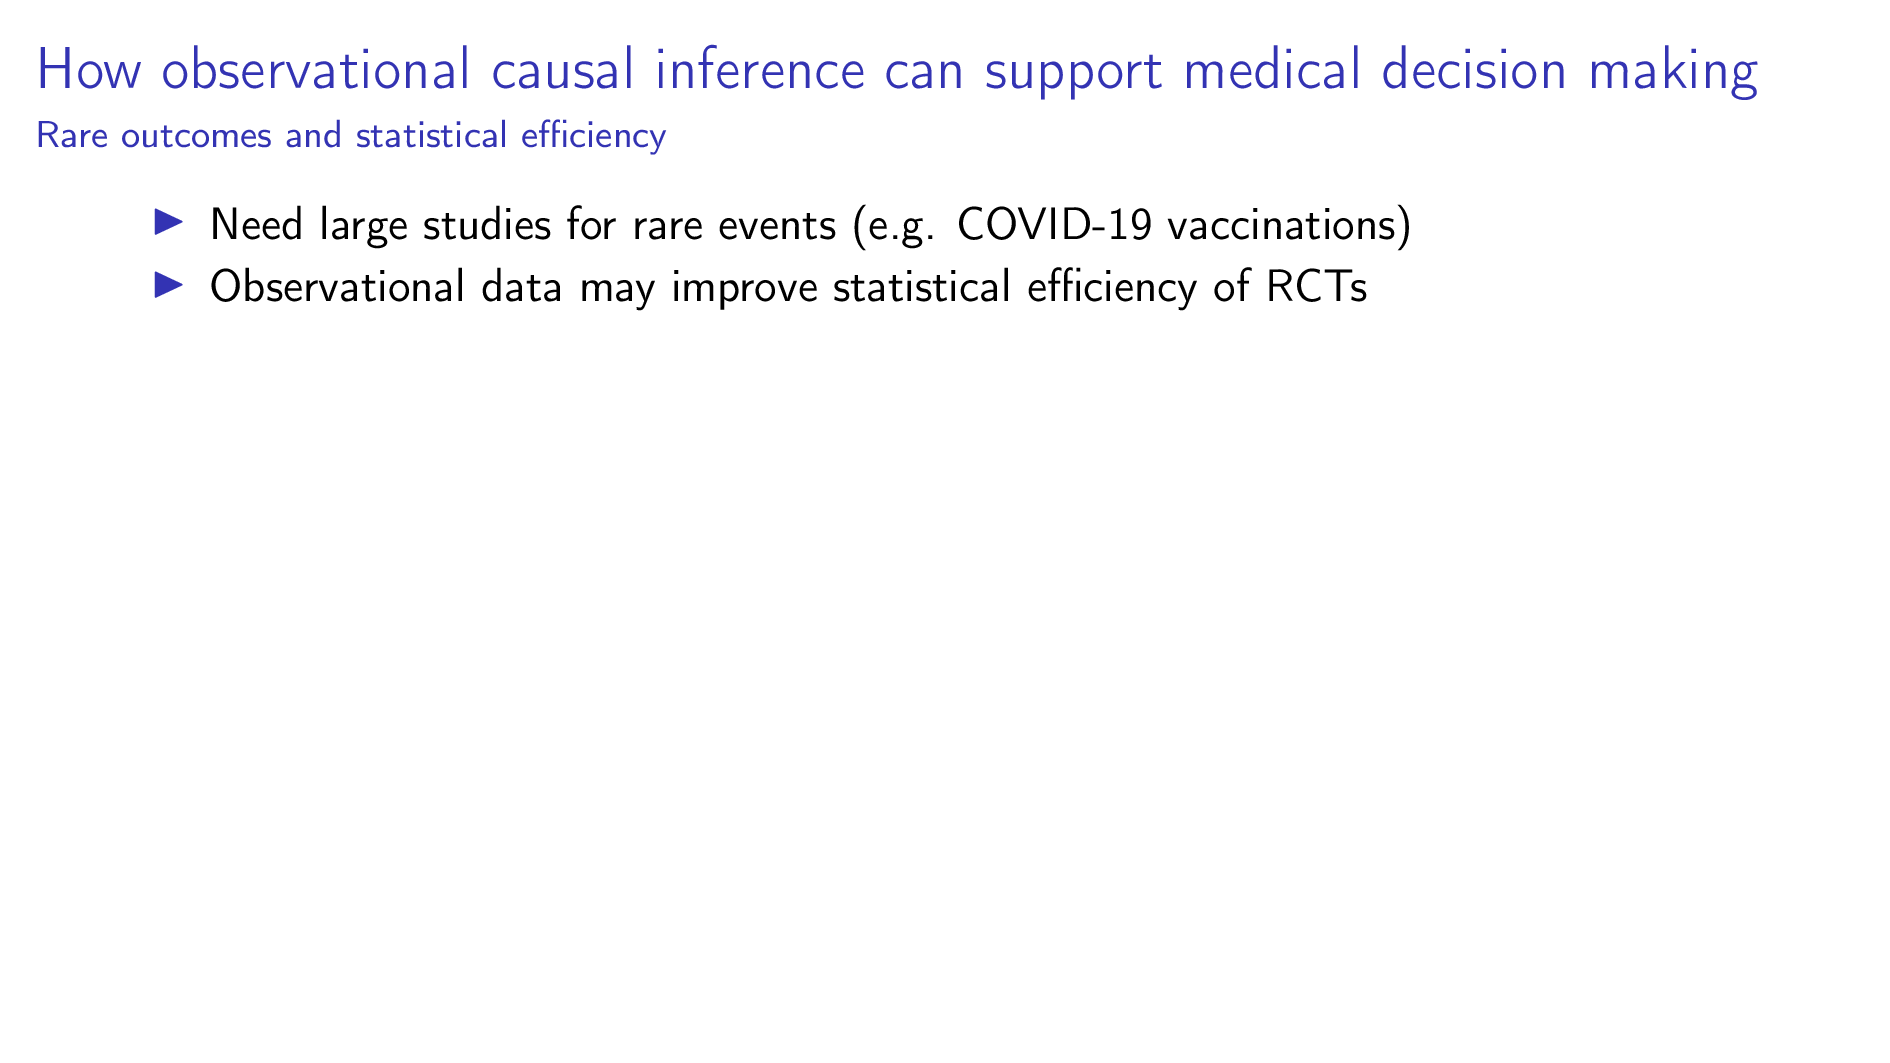 How observational causal inference can support medical decision making
Rare outcomes and statistical efficiency
▶ Need large studies for rare events (e.g. COVID-19 vaccinations)
▶ Observational data may improve statistical efficiency of RCTs